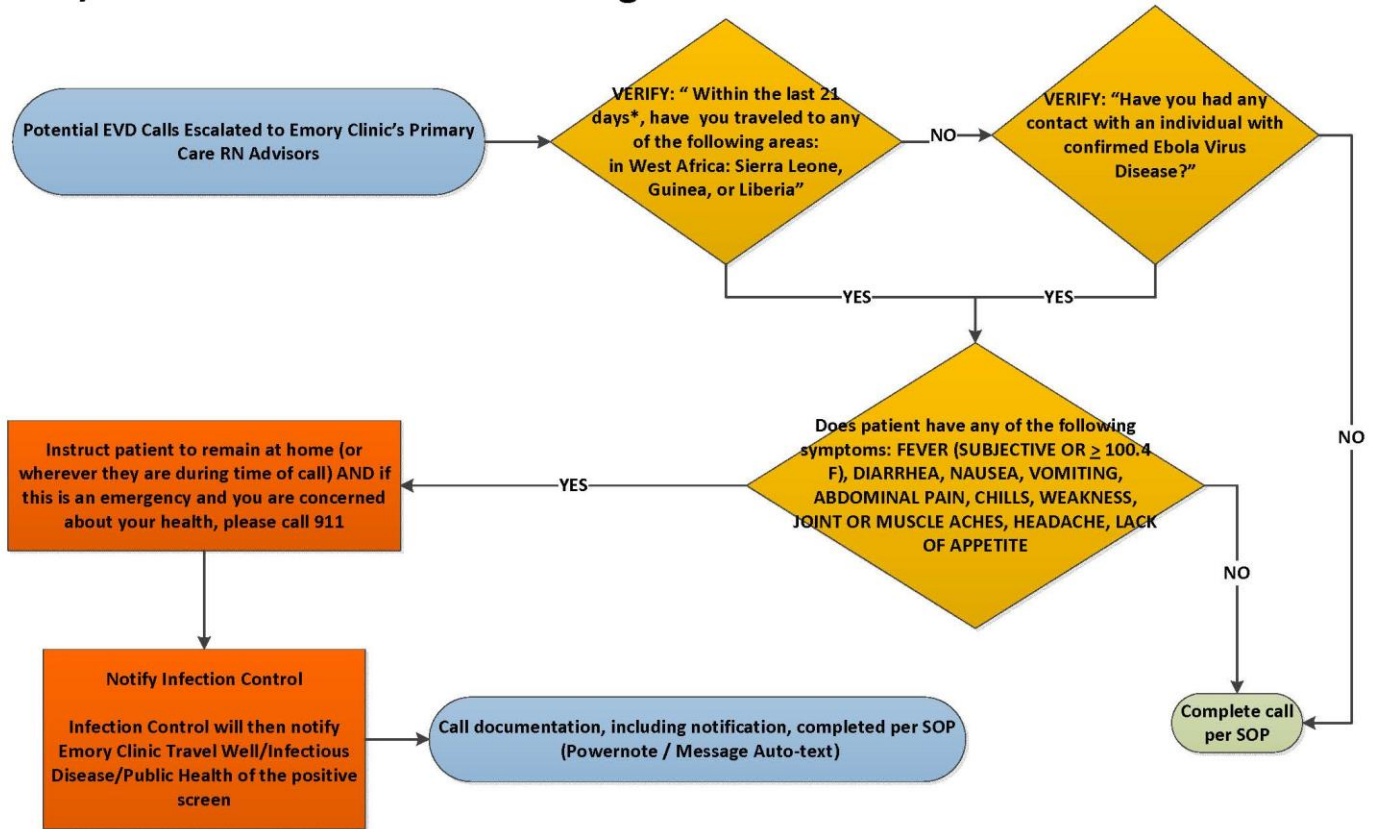 Potential EVD Calls Escalated to Emory Clinic's Primary
Care RN Advisors
VERIFY: " Within the last 21
days*, have you traveled to any
of the following areas:
in West Africa: Sierra Leone,
Guinea, or Liberia"
NO
VERIFY: "Have you had any
contact with an individual with
confirmed Ebola Virus
Disease?"
YES
YES
NO
Does patient have any of the following
symptoms: FEVER (SUBJECTIVE OR ≥ 100.4
F), DIARRHEA, NAUSEA, VOMITING,
ABDOMINAL PAIN, CHILLS, WEAKNESS,
JOINT OR MUSCLE ACHES, HEADACHE, LACK
OF APPETITE
YES
NO
Instruct patient to remain at home (or
wherever they are during time of call) AND if
this is an emergency and you are concerned
about your health, please call 911
Notify Infection Control
Infection Control will then notify
Emory Clinic Travel Well/Infectious
Disease/Public Health of the positive
screen
Call documentation, including notification, completed per SOP
(Powernote / Message Auto-text)
Complete call
per SOP